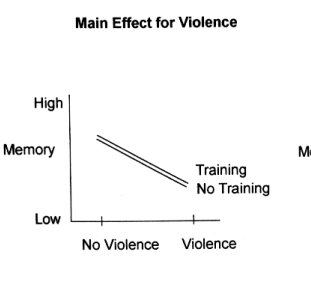 Main Effect for Violence
High
Memory
Training
No Training
Low
No Violence Violence